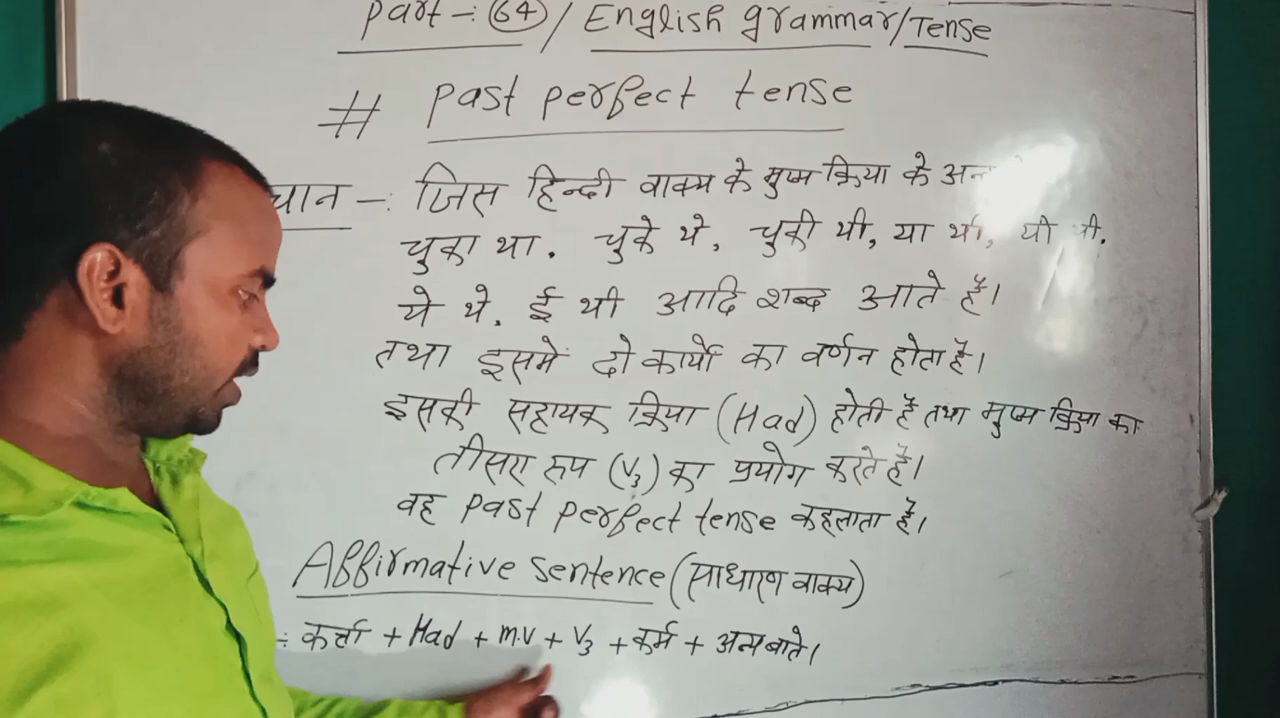 Part -: (64) / English grammar/Tense
# Past perfect tense
चान -: जिस हिन्दी वाक्य के मुख्य क्रिया के अन्त
चुका था. चुके थे, चुकी थी, या था, यी थी,
ये थे, ई थी आदि शब्द आते हैं।
तथा इसमें दो कार्यो का वर्णन होता है।
इसकी सहायक क्रिया (Had) होती है तथा मुख्य क्रिया का
तीसरा रूप (V3) का प्रयोग करते हैं।
वह past perfect tense कहलाता है।
Affirmative sentence (साधारण वाक्य)
: कर्त्ता + Had + m.v + V3 + कर्म + अन्य बाते।